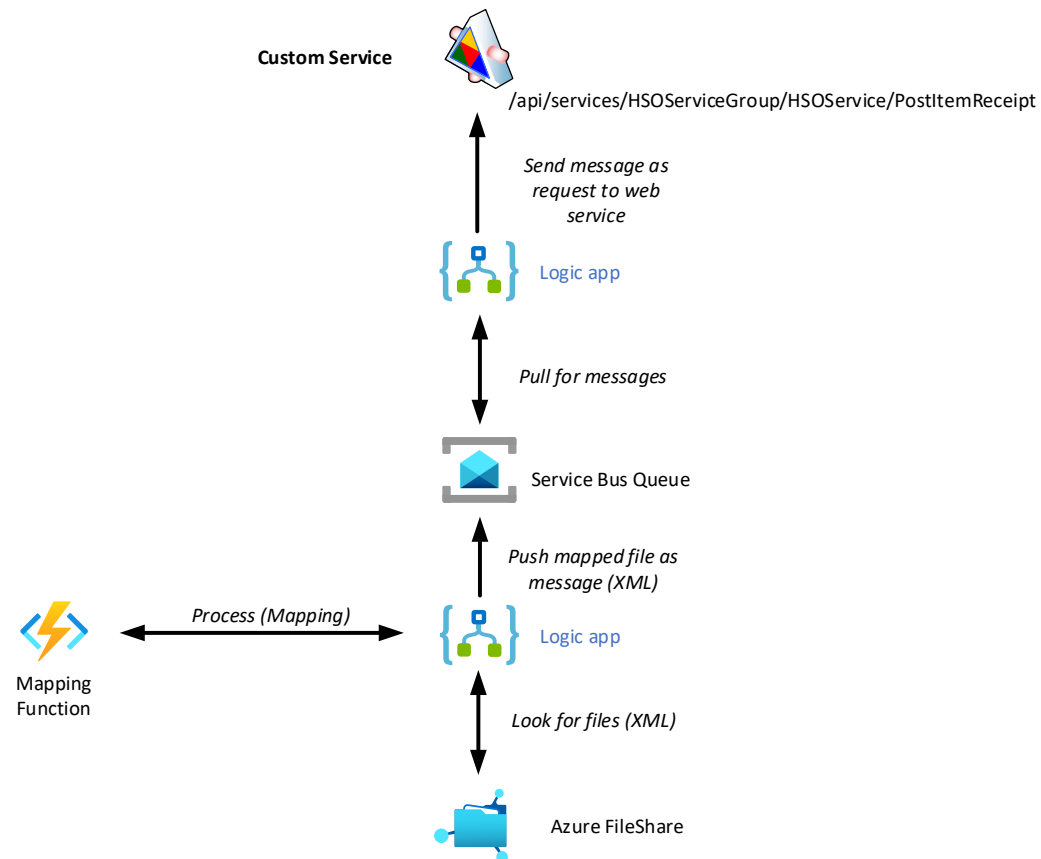 Custom Service
/api/services/HSOServiceGroup/HSOService/PostItemReceipt
Send message as
request to web
service
Logic app
Pull for messages
Service Bus Queue
Push mapped file as
message (XML)
Process (Mapping)
Logic app
Mapping
Function
Look for files (XML)
Azure FileShare